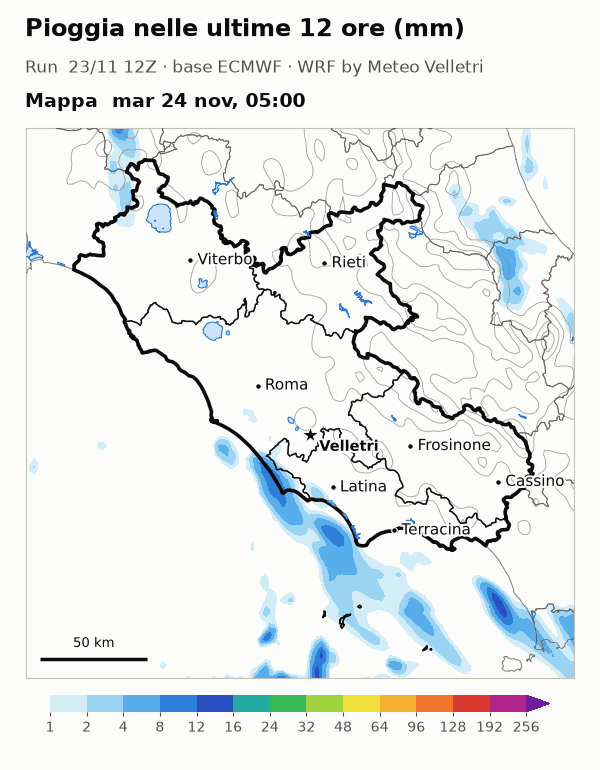 Pioggia nelle ultime 12 ore (mm)
Run  23/11 12Z · base ECMWF · WRF by Meteo Velletri
Mappa  mar 24 nov, 05:00
Viterbo
Rieti
Roma
Velletri
Frosinone
Cassino
Latina
Terracina
50 km
1 2 4 8 12 16 24 32 48 64 96 128 192 256